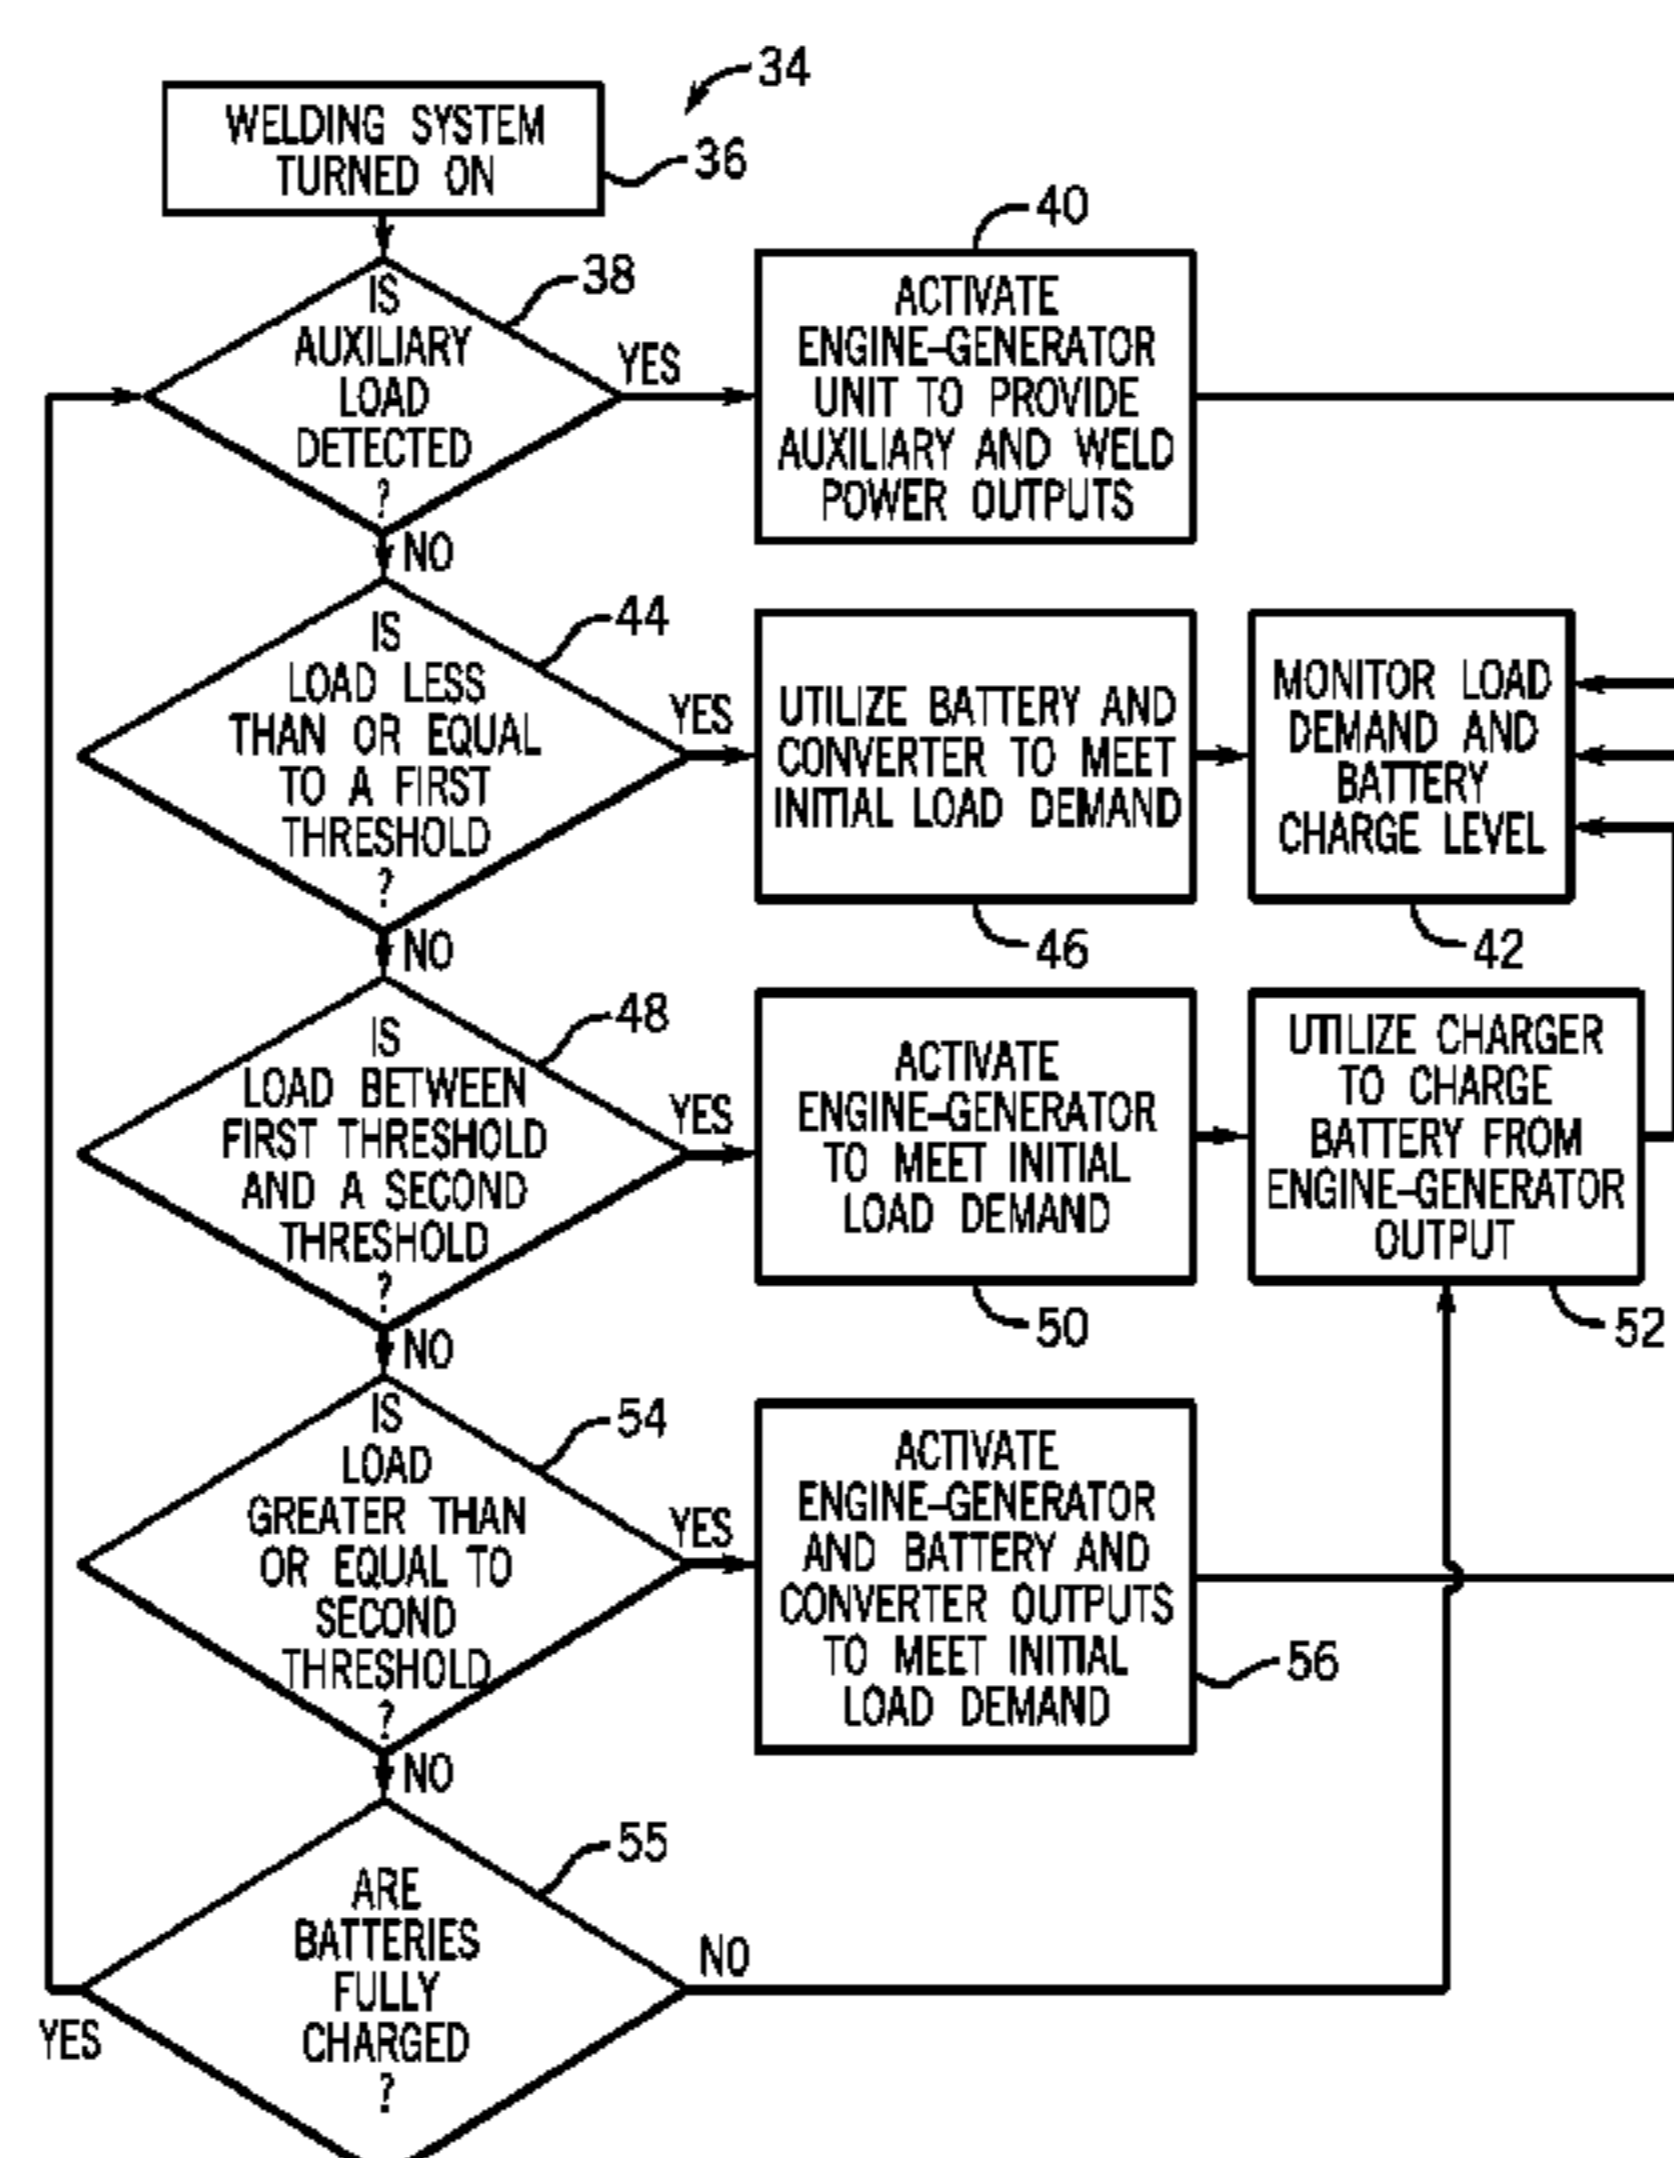 34
WELDING SYSTEM
TURNED ON
36
IS
AUXILIARY
LOAD
DETECTED
?
38
YES
NO
40
ACTIVATE
ENGINE–GENERATOR
UNIT TO PROVIDE
AUXILIARY AND WELD
POWER OUTPUTS
IS
LOAD LESS
THAN OR EQUAL
TO A FIRST
THRESHOLD
?
44
YES
NO
UTILIZE BATTERY AND
CONVERTER TO MEET
INITIAL LOAD DEMAND
46
MONITOR LOAD
DEMAND AND
BATTERY
CHARGE LEVEL
42
IS
LOAD BETWEEN
FIRST THRESHOLD
AND A SECOND
THRESHOLD
?
48
YES
NO
ACTIVATE
ENGINE–GENERATOR
TO MEET INITIAL
LOAD DEMAND
50
UTILIZE CHARGER
TO CHARGE
BATTERY FROM
ENGINE–GENERATOR
OUTPUT
52
IS
LOAD
GREATER THAN
OR EQUAL TO
SECOND
THRESHOLD
?
54
YES
NO
ACTIVATE
ENGINE–GENERATOR
AND BATTERY AND
CONVERTER OUTPUTS
TO MEET INITIAL
LOAD DEMAND
56
ARE
BATTERIES
FULLY
CHARGED
?
55
NO
YES